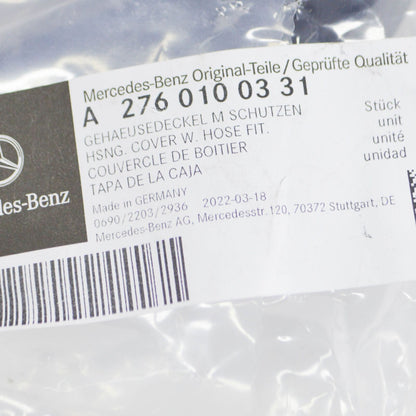 Mercedes-Benz Original-Teile/Geprüfte Qualität
A 276 010 03 31
GEHAEUSEDECKEL M SCHUTZEN
HSNG. COVER W. HOSE FIT.
COUVERCLE DE BOITIER
TAPA DE LA CAJA
Stück
unit
unité
unidad
Made in GERMANY
0690/2203/2936 2022-03-18
Mercedes-Benz AG, Mercedesstr.120, 70372 Stuttgart, DE
des-Benz